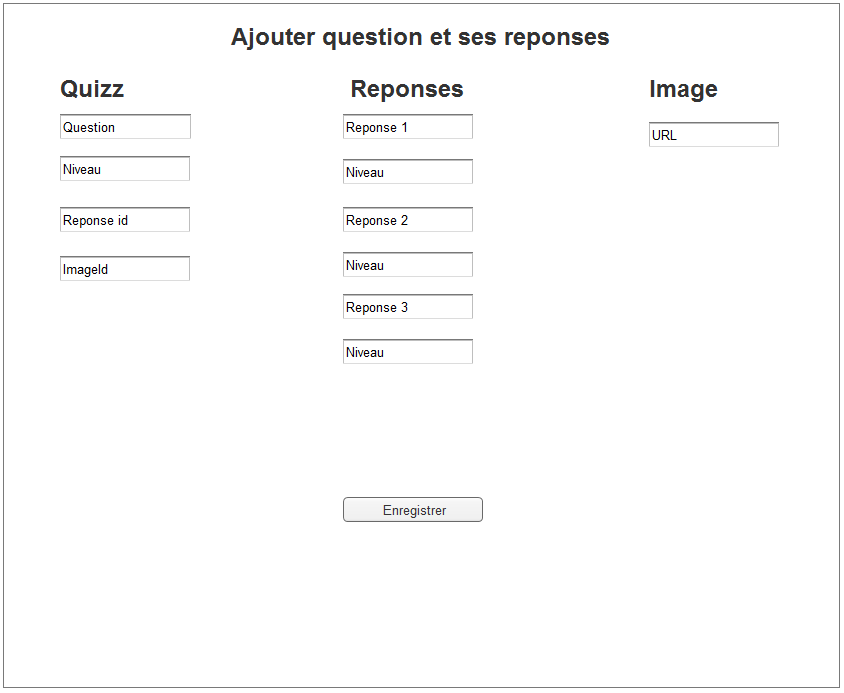 Ajouter question et ses reponses
Quizz
Question
Niveau
Reponse id
ImageId
Reponses
Reponse 1
Niveau
Reponse 2
Niveau
Reponse 3
Niveau
Image
URL
Enregistrer